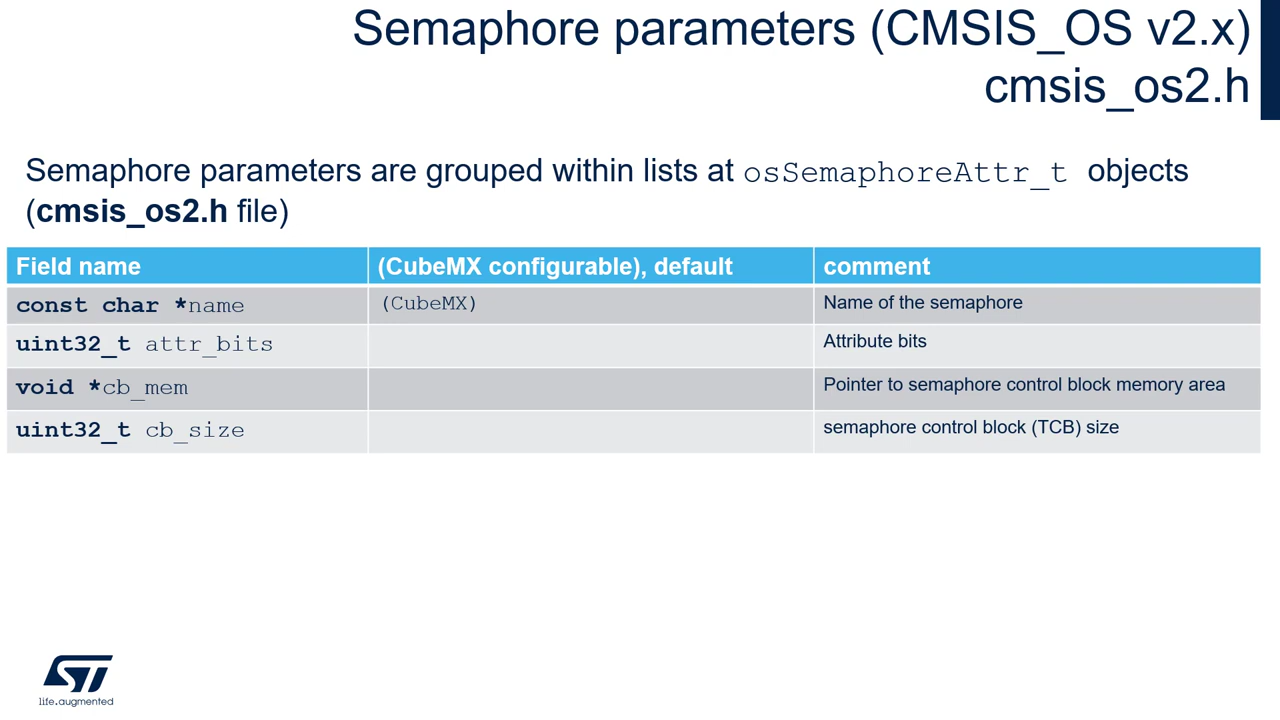 Semaphore parameters (CMSIS_OS v2.x)
cmsis_os2.h
Semaphore parameters are grouped within lists at osSemaphoreAttr_t objects
(cmsis_os2.h file)
Field name (CubeMX configurable), default comment
const char *name (CubeMX) Name of the semaphore
uint32_t attr_bits Attribute bits
void *cb_mem Pointer to semaphore control block memory area
uint32_t cb_size semaphore control block (TCB) size
ST
life.augmented